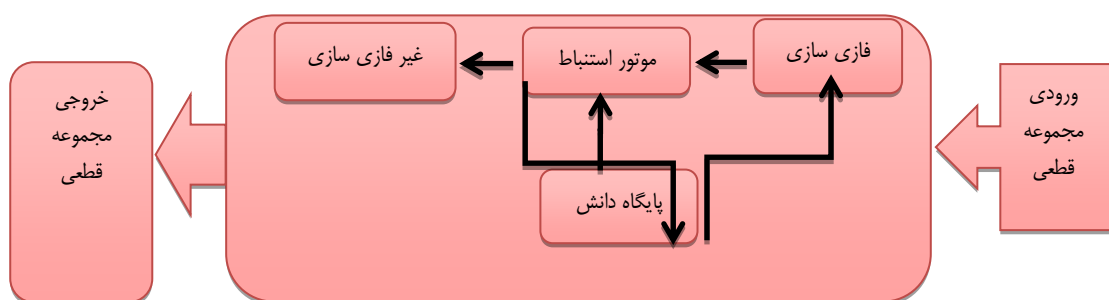 ورودی
مجموعه
قطعی
فازی سازی
موتور استنباط
غیر فازی سازی
پایگاه دانش
خروجی
مجموعه
قطعی